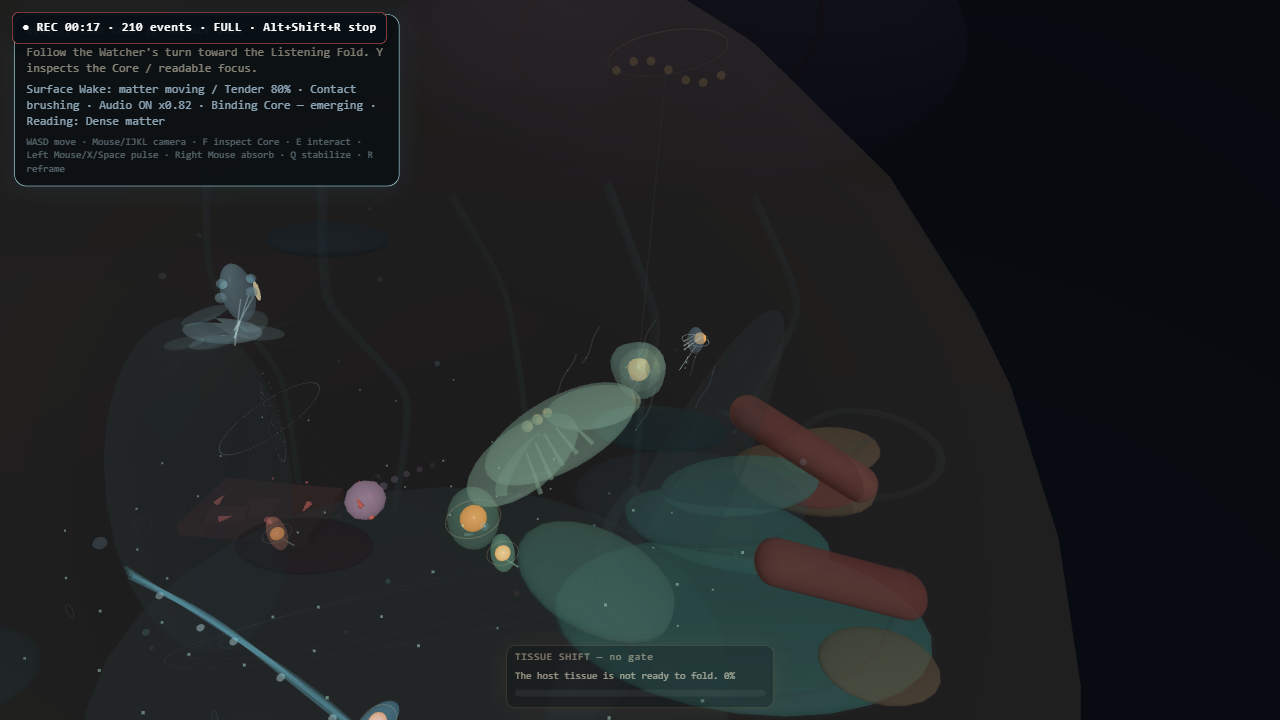 ● REC 00:17 · 210 events · FULL · Alt+Shift+R stop
Follow the Watcher's turn toward the Listening Fold. Y
inspects the Core / readable focus.
Surface Wake: matter moving / Tender 80% · Contact
brushing · Audio ON x0.82 · Binding Core — emerging ·
Reading: Dense matter
WASD move · Mouse/IJKL camera · F inspect Core · E interact ·
Left Mouse/X/Space pulse · Right Mouse absorb · Q stabilize · R
reframe
TISSUE SHIFT — no gate
The host tissue is not ready to fold. 0%